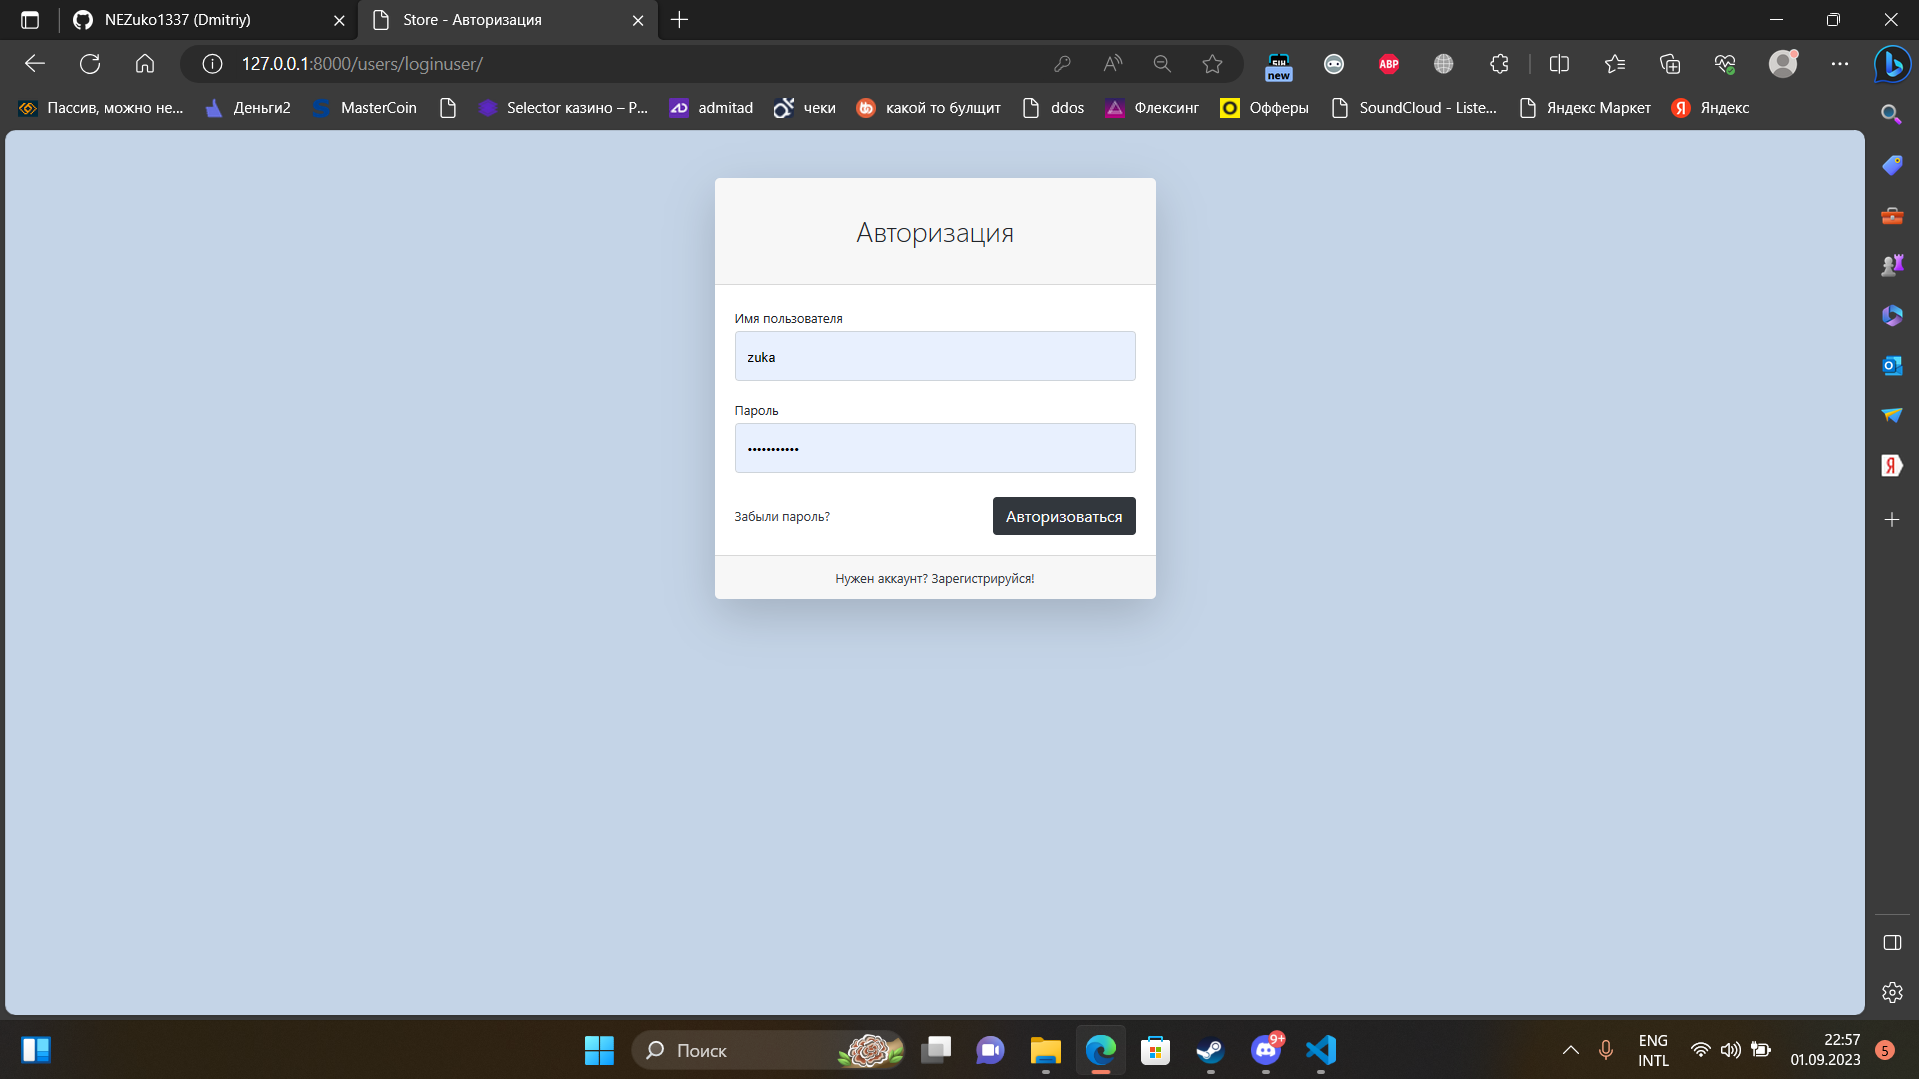 NEZuko1337 (Dmitriy)
Store - Авторизация
127.0.0.1:8000/users/loginuser/
new
ABP
Пассив, можно не...
Деньги2
MasterCoin
Selector казино – Р...
admitad
чеки
какой то булщит
ddos
Флексинг
Офферы
SoundCloud - Liste...
Яндекс Маркет
Яндекс
Авторизация
Имя пользователя
zuka
Пароль
•••••••••••
Забыли пароль?
Авторизоваться
Нужен аккаунт? Зарегистрируйся!
Поиск
9+
ENG
INTL
22:57
01.09.2023
5